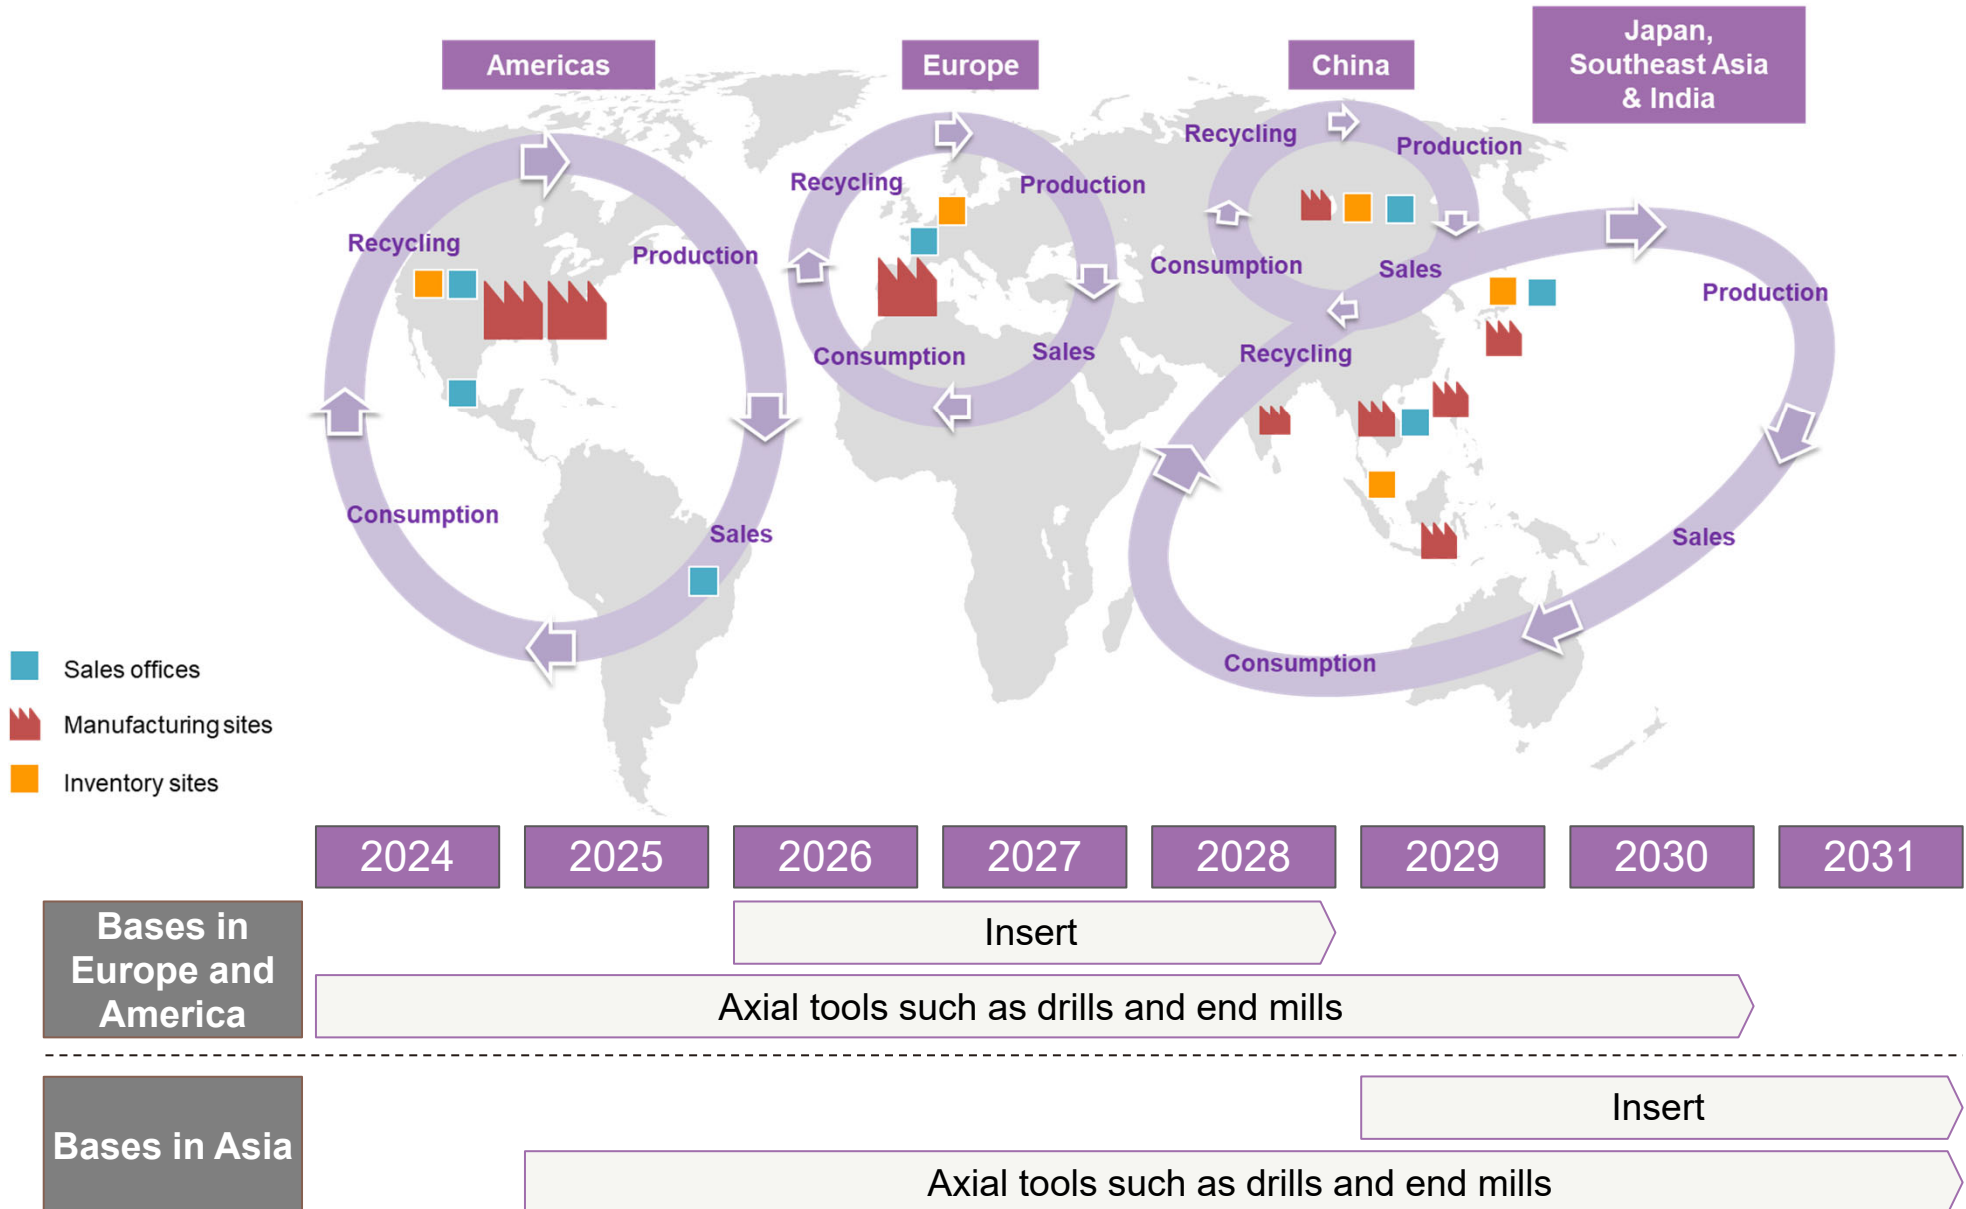 Americas
Europe
China
Japan,
Southeast Asia
& India
Recycling
Production
Consumption
Sales
Recycling
Production
Consumption
Sales
Recycling
Production
Consumption
Sales
Recycling
Production
Sales
Consumption
Sales offices
Manufacturing sites
Inventory sites
2024
2025
2026
2027
2028
2029
2030
2031
Bases in
Europe and
America
Insert
Axial tools such as drills and end mills
Bases in Asia
Insert
Axial tools such as drills and end mills